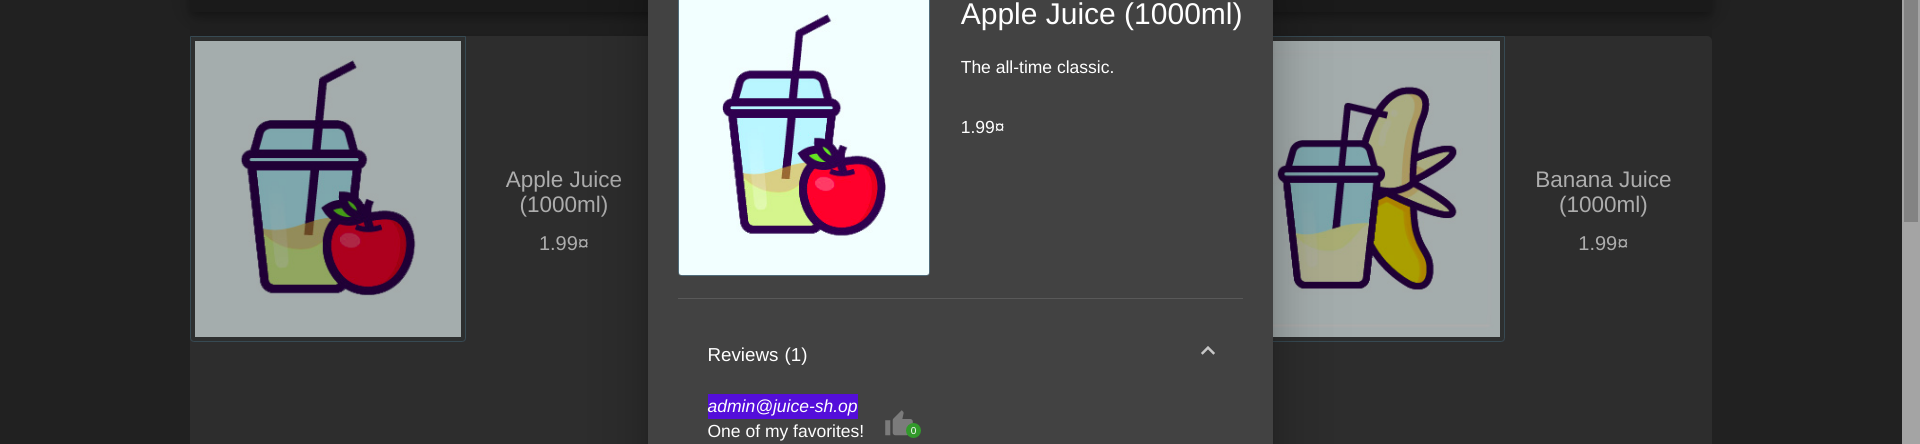 Apple Juice
(1000ml)
1.99¤
Apple Juice (1000ml)
The all-time classic.
1.99¤
Reviews (1)
admin@juice-sh.op
One of my favorites!
0
Banana Juice
(1000ml)
1.99¤